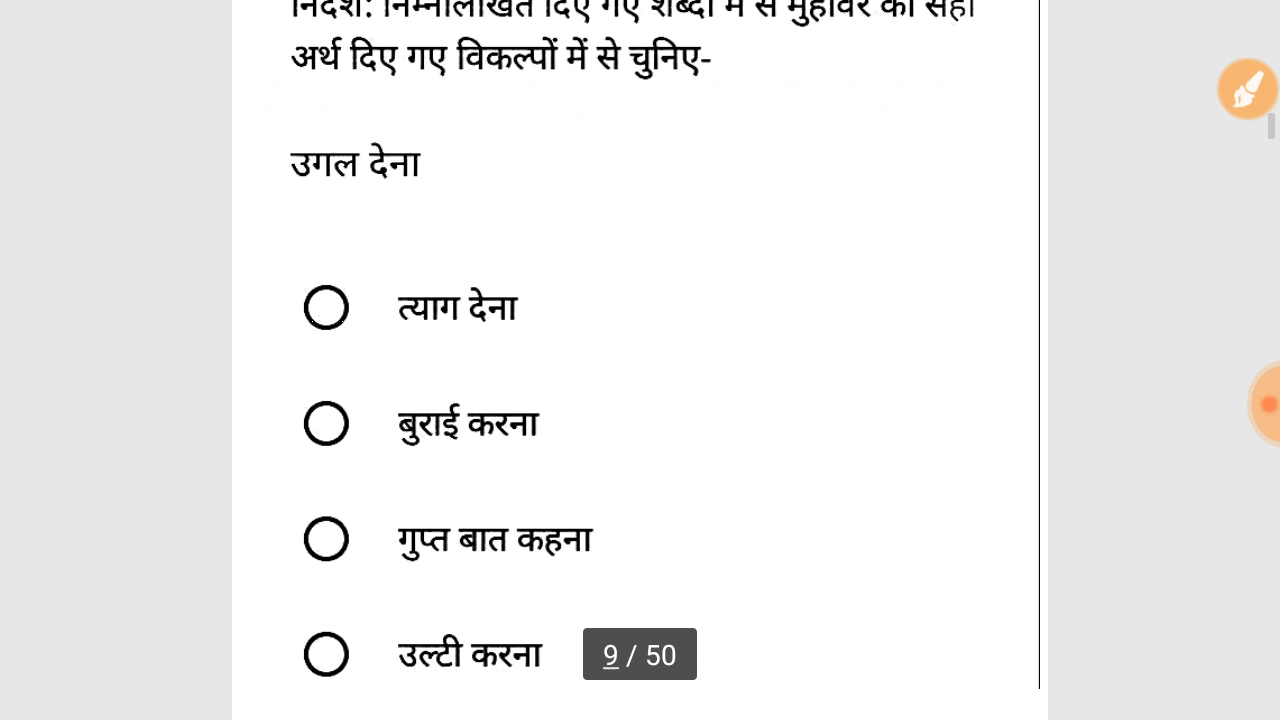 निर्देश: निम्नलिखित दिए गए शब्दों में से मुहावरे का सही
अर्थ दिए गए विकल्पों में से चुनिए-
उगल देना
त्याग देना
बुराई करना
गुप्त बात कहना
उल्टी करना
9 / 50